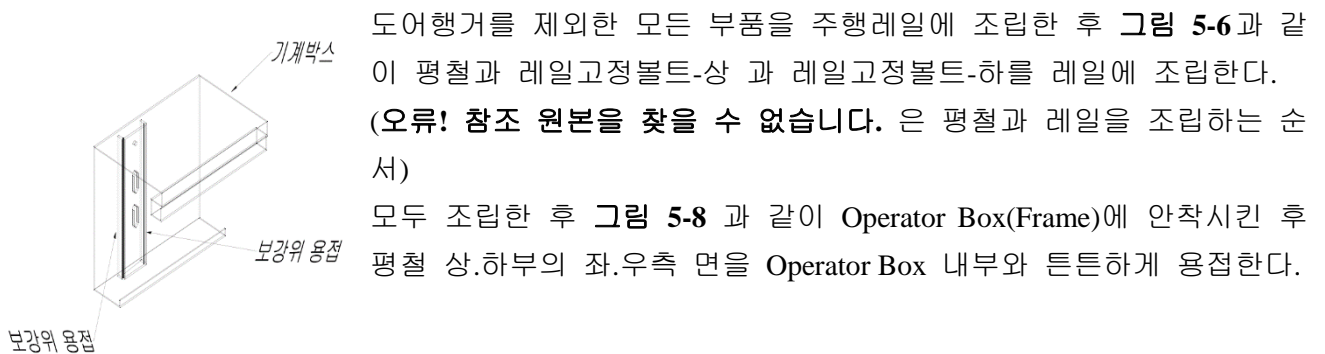 기계박스
보강위 용접
보강위 용접
도어행거를 제외한 모든 부품을 주행레일에 조립한 후 그림 5-6과 같
이 평철과 레일고정볼트-상 과 레일고정볼트-하를 레일에 조립한다.
(오류! 참조 원본을 찾을 수 없습니다. 은 평철과 레일을 조립하는 순
서)
모두 조립한 후 그림 5-8 과 같이 Operator Box(Frame)에 안착시킨 후
평철 상.하부의 좌.우측 면을 Operator Box 내부와 튼튼하게 용접한다.